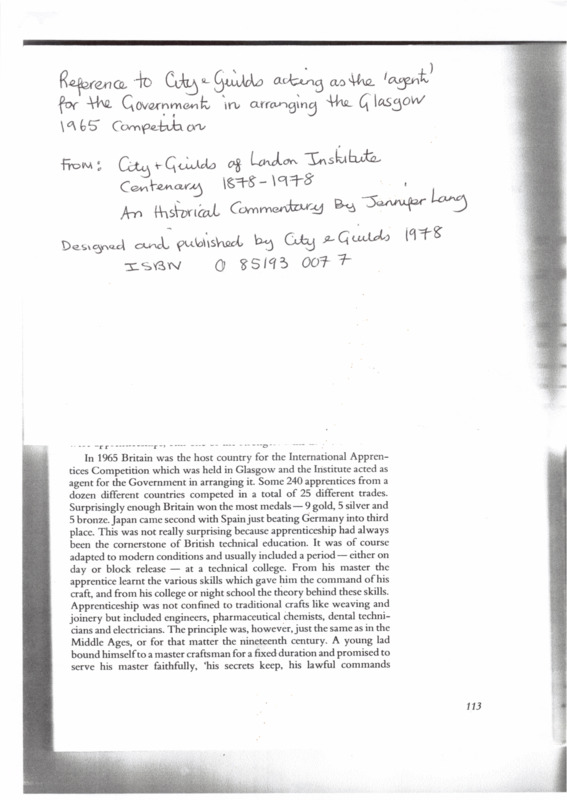 Reference to City & Guilds acting as the 'agent'
for the Government in arranging the Glasgow
1965 Competition
From: City + Guilds of London Institute
Centenary 1878-1978
An Historical Commentary By Jennifer Lang
Designed and published by City & Guilds 1978
ISBN 0 85193 007 7
In 1965 Britain was the host country for the International Appren-
tices Competition which was held in Glasgow and the Institute acted as
agent for the Government in arranging it. Some 240 apprentices from a
dozen different countries competed in a total of 25 different trades.
Surprisingly enough Britain won the most medals — 9 gold, 5 silver and
5 bronze. Japan came second with Spain just beating Germany into third
place. This was not really surprising because apprenticeship had always
been the cornerstone of British technical education. It was of course
adapted to modern conditions and usually included a period — either on
day or block release — at a technical college. From his master the
apprentice learnt the various skills which gave him the command of his
craft, and from his college or night school the theory behind these skills.
Apprenticeship was not confined to traditional crafts like weaving and
joinery but included engineers, pharmaceutical chemists, dental techni-
cians and electricians. The principle was, however, just the same as in the
Middle Ages, or for that matter the nineteenth century. A young lad
bound himself to a master craftsman for a fixed duration and promised to
serve his master faithfully, 'his secrets keep, his lawful commands
113